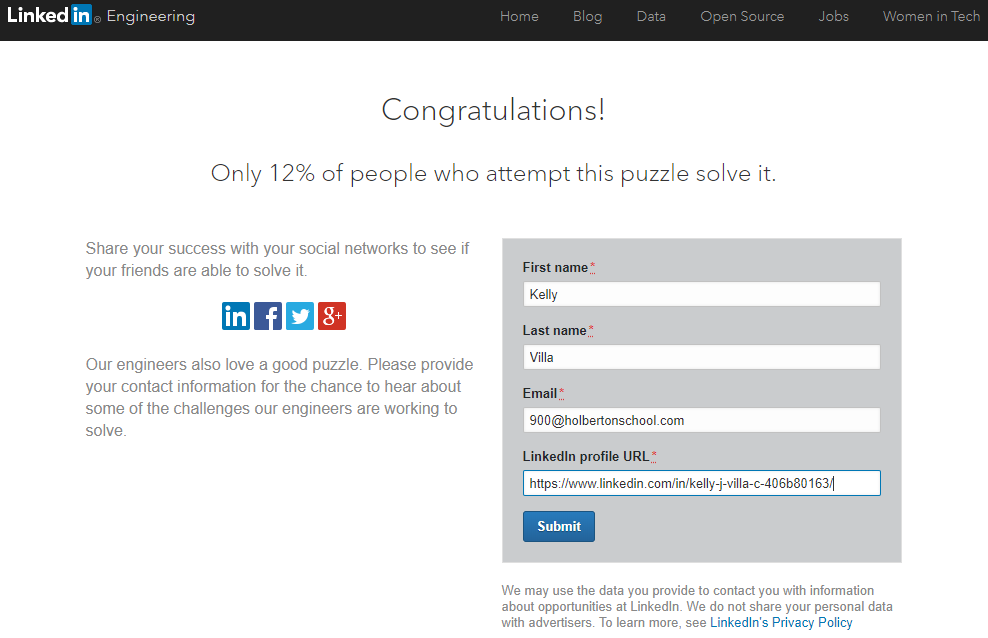 Linked in® Engineering
Home Blog Data Open Source Jobs Women in Tech
Congratulations!
Only 12% of people who attempt this puzzle solve it.
Share your success with your social networks to see if
your friends are able to solve it.
in f g+
Our engineers also love a good puzzle. Please provide
your contact information for the chance to hear about
some of the challenges our engineers are working to
solve.
First name*
Kelly
Last name*
Villa
Email*
900@holbertonschool.com
LinkedIn profile URL*
https://www.linkedin.com/in/kelly-j-villa-c-406b80163/
Submit
We may use the data you provide to contact you with information
about opportunities at LinkedIn. We do not share your personal data
with advertisers. To learn more, see LinkedIn's Privacy Policy